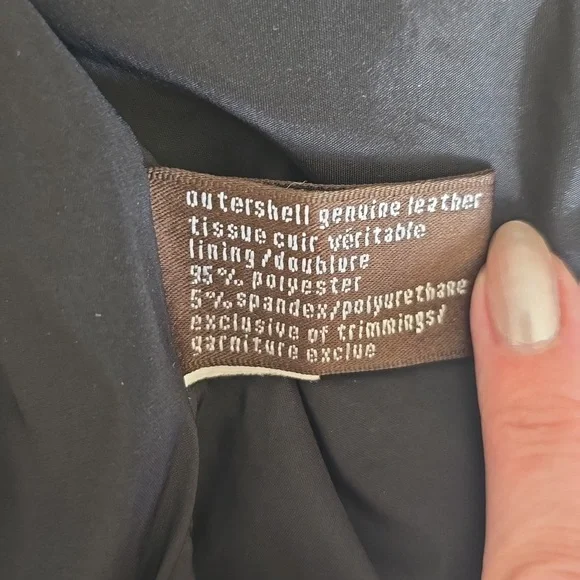 outershell genuine leather
tissue cuir véritable
lining/doublure
95% polyester
5% spandex/polyurethane
exclusive of trimmings/
garniture exclue